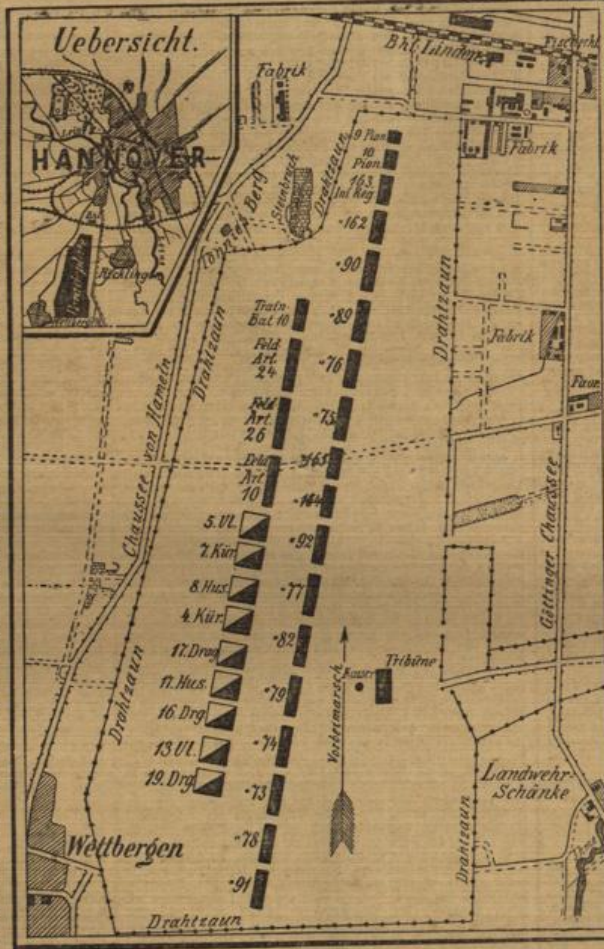 Uebersicht.
HANNOVER
Bhf. Linden
Fabrik
Fabrik
Fabrik
Steinbruch
Tönnies Berg
Drahtzaun
Drahtzaun
Drahtzaun
Drahtzaun
Drahtzaun
Drahtzaun
Chaussee von Hameln
Göttinger Chaussee
9 Pion.
10.
Pion.
163.
Inf. Reg.
"162
"90
"89
"76
"75
"165
"164
"92
"77
"82
"79
"74
"73
"78
"91
Train-
Bat. 10
Feld
Art.
24
Feld
Art.
26
Feld
Art.
10
5. Ul.
7. Kür.
8. Hus.
4. Kür.
17. Drag
17. Hus.
16. Drg
13 Ul.
19. Drg
Vorbeimarsch
Kaiser
Tribüne
Landwehr-
Schänke
Wettbergen